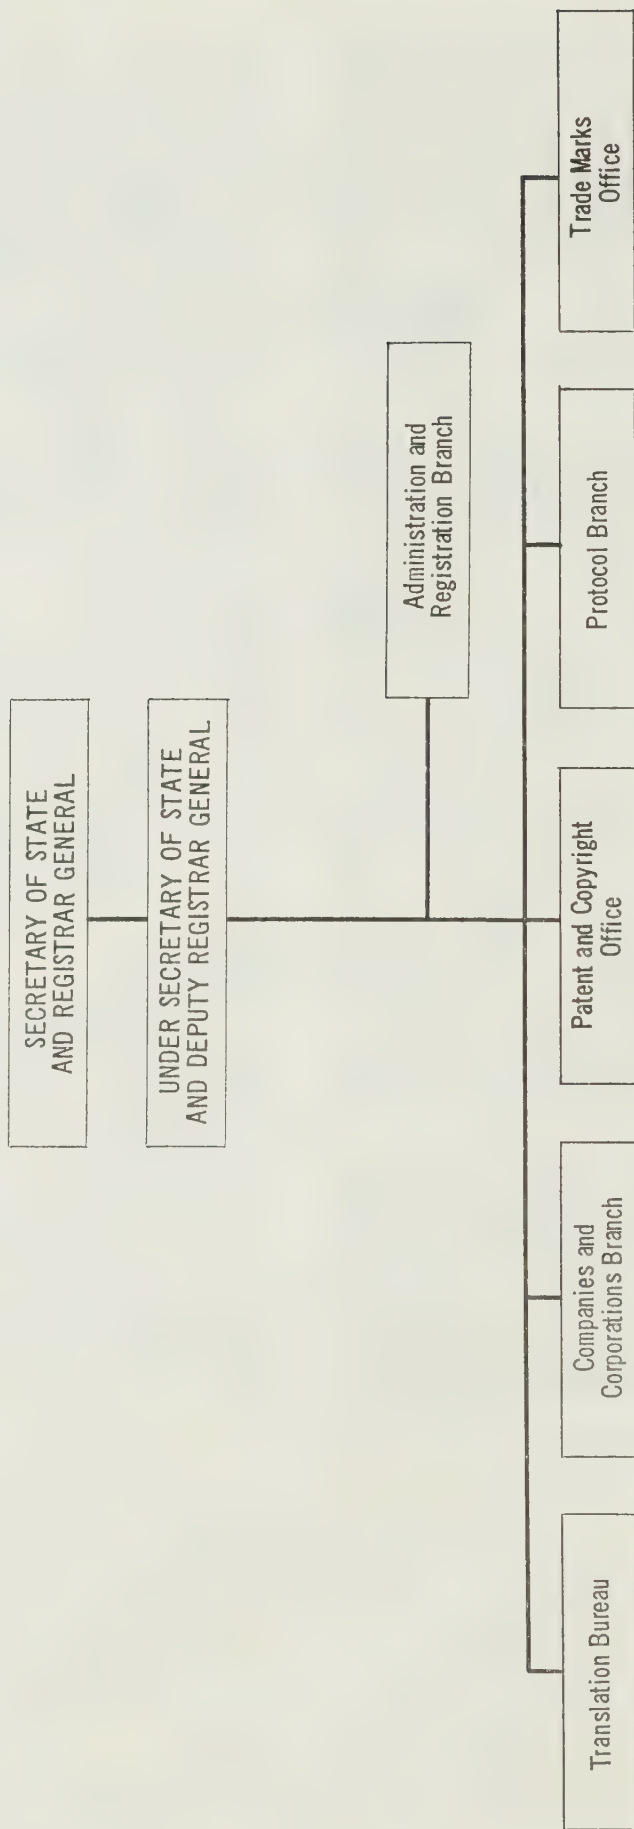 SECRETARY OF STATE
AND REGISTRAR GENERAL
UNDER SECRETARY OF STATE
AND DEPUTY REGISTRAR GENERAL
Administration and
Registration Branch
Translation Bureau
Companies and
Corporations Branch
Patent and Copyright
Office
Protocol Branch
Trade Marks
Office